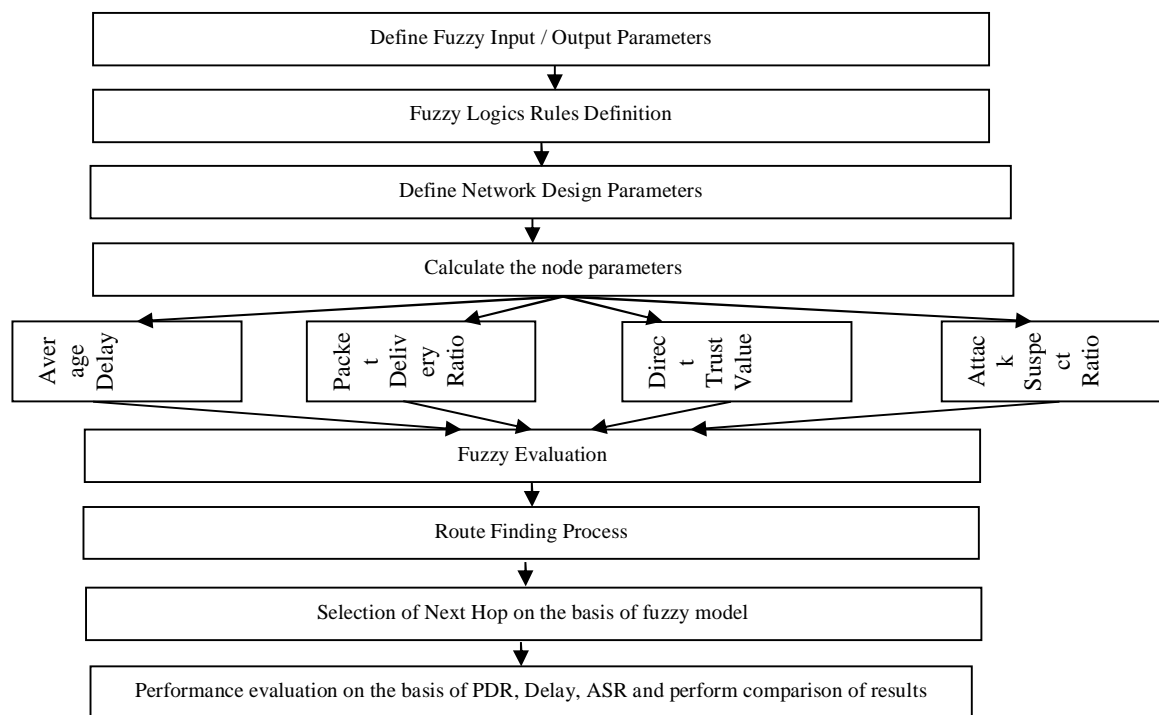 Define Fuzzy Input / Output Parameters
Fuzzy Logics Rules Definition
Define Network Design Parameters
Calculate the node parameters
Aver
age
Delay
Packe
t
Deliv
ery
Ratio
Direc
t
Trust
Value
Attac
k
Suspe
ct
Ratio
Fuzzy Evaluation
Route Finding Process
Selection of Next Hop on the basis of fuzzy model
Performance evaluation on the basis of PDR, Delay, ASR and perform comparison of results